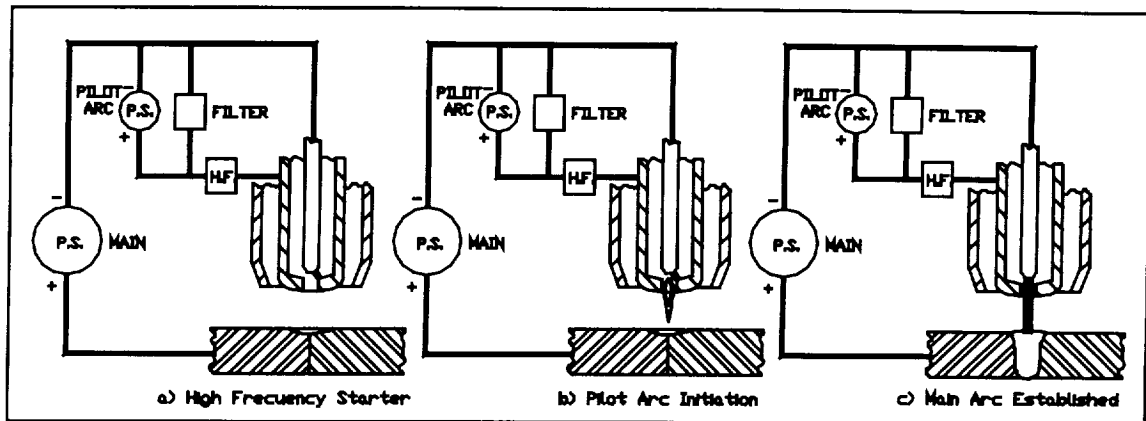 PILOT -
ARC
P.S.
+
FILTER
H.F.
-
P.S.
MAIN
+
a) High Frecuency Starter
PILOT -
ARC
P.S.
+
FILTER
H.F.
-
P.S.
MAIN
+
b) Pilot Arc Initiation
PILOT -
ARC
P.S.
+
FILTER
H.F.
-
P.S.
MAIN
+
c) Main Arc Established